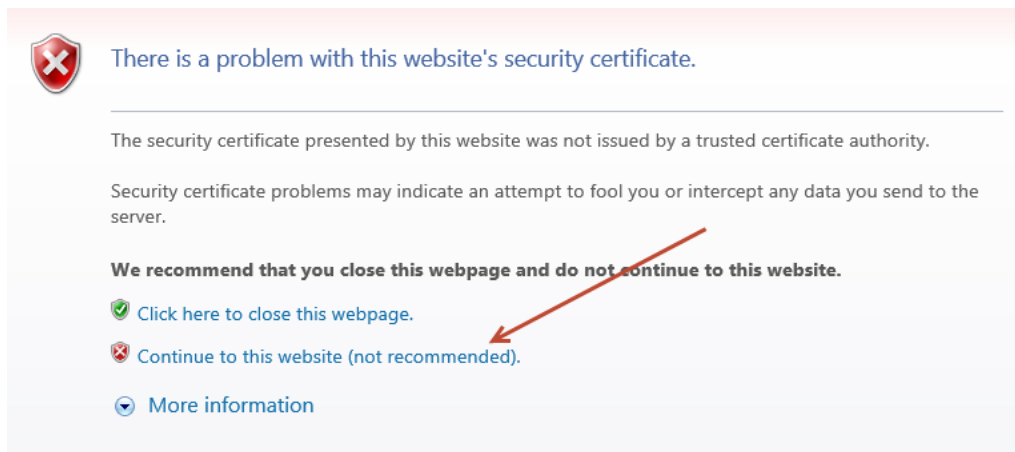 There is a problem with this website's security certificate.
The security certificate presented by this website was not issued by a trusted certificate authority.
Security certificate problems may indicate an attempt to fool you or intercept any data you send to the
server.
We recommend that you close this webpage and do not continue to this website.
Click here to close this webpage.
Continue to this website (not recommended).
More information